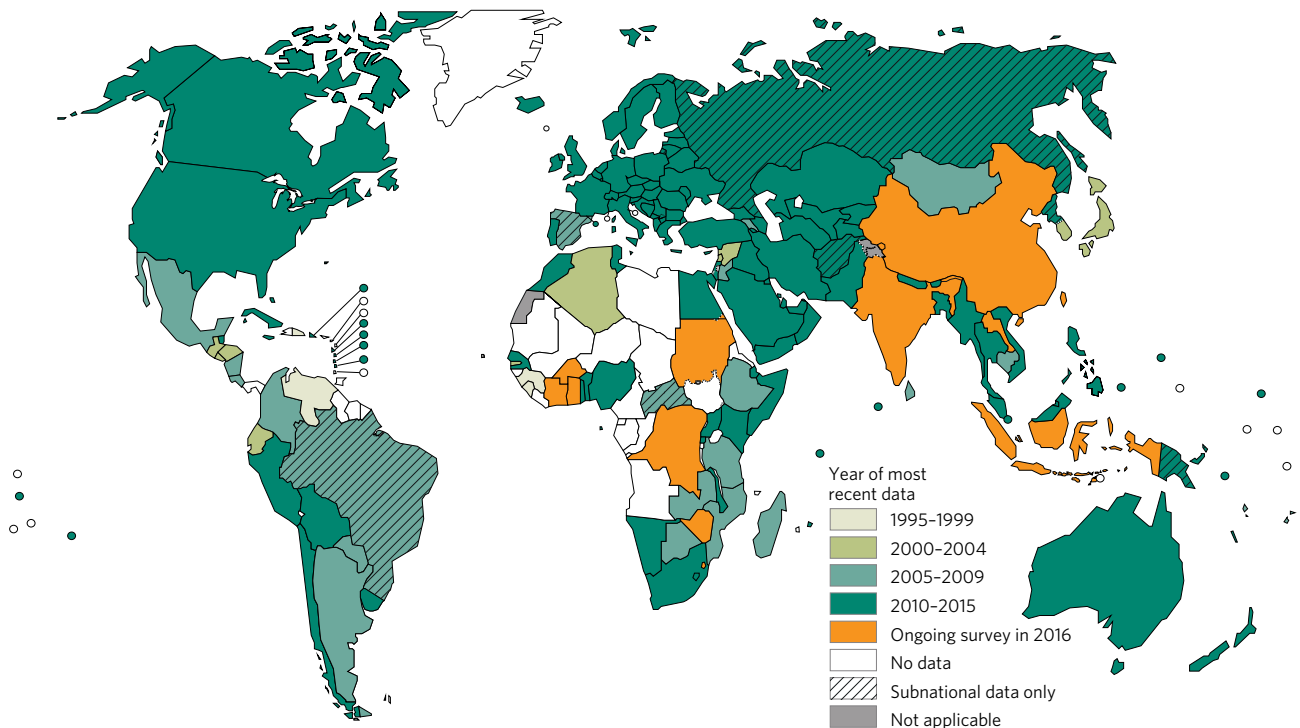 Year of most
recent data
1995–1999
2000–2004
2005–2009
2010–2015
Ongoing survey in 2016
No data
Subnational data only
Not applicable